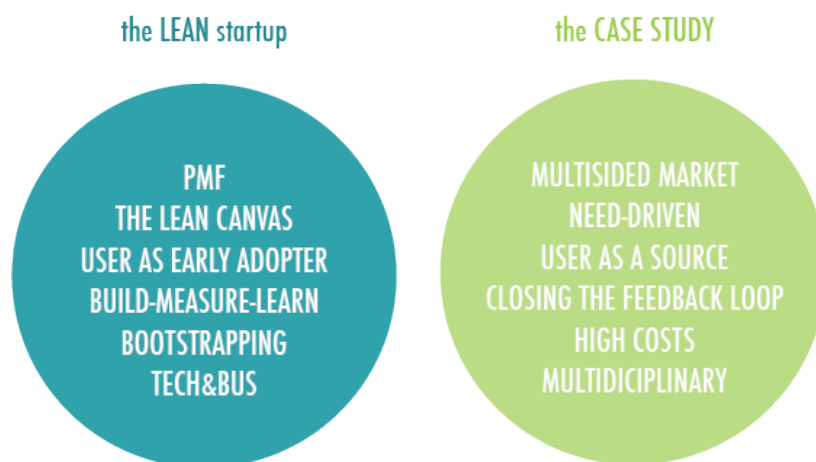 the LEAN startup
PMF
THE LEAN CANVAS
USER AS EARLY ADOPTER
BUILD-MEASURE-LEARN
BOOTSTRAPPING
TECH&BUS
the CASE STUDY
MULTISIDED MARKET
NEED-DRIVEN
USER AS A SOURCE
CLOSING THE FEEDBACK LOOP
HIGH COSTS
MULTIDICIPLINARY